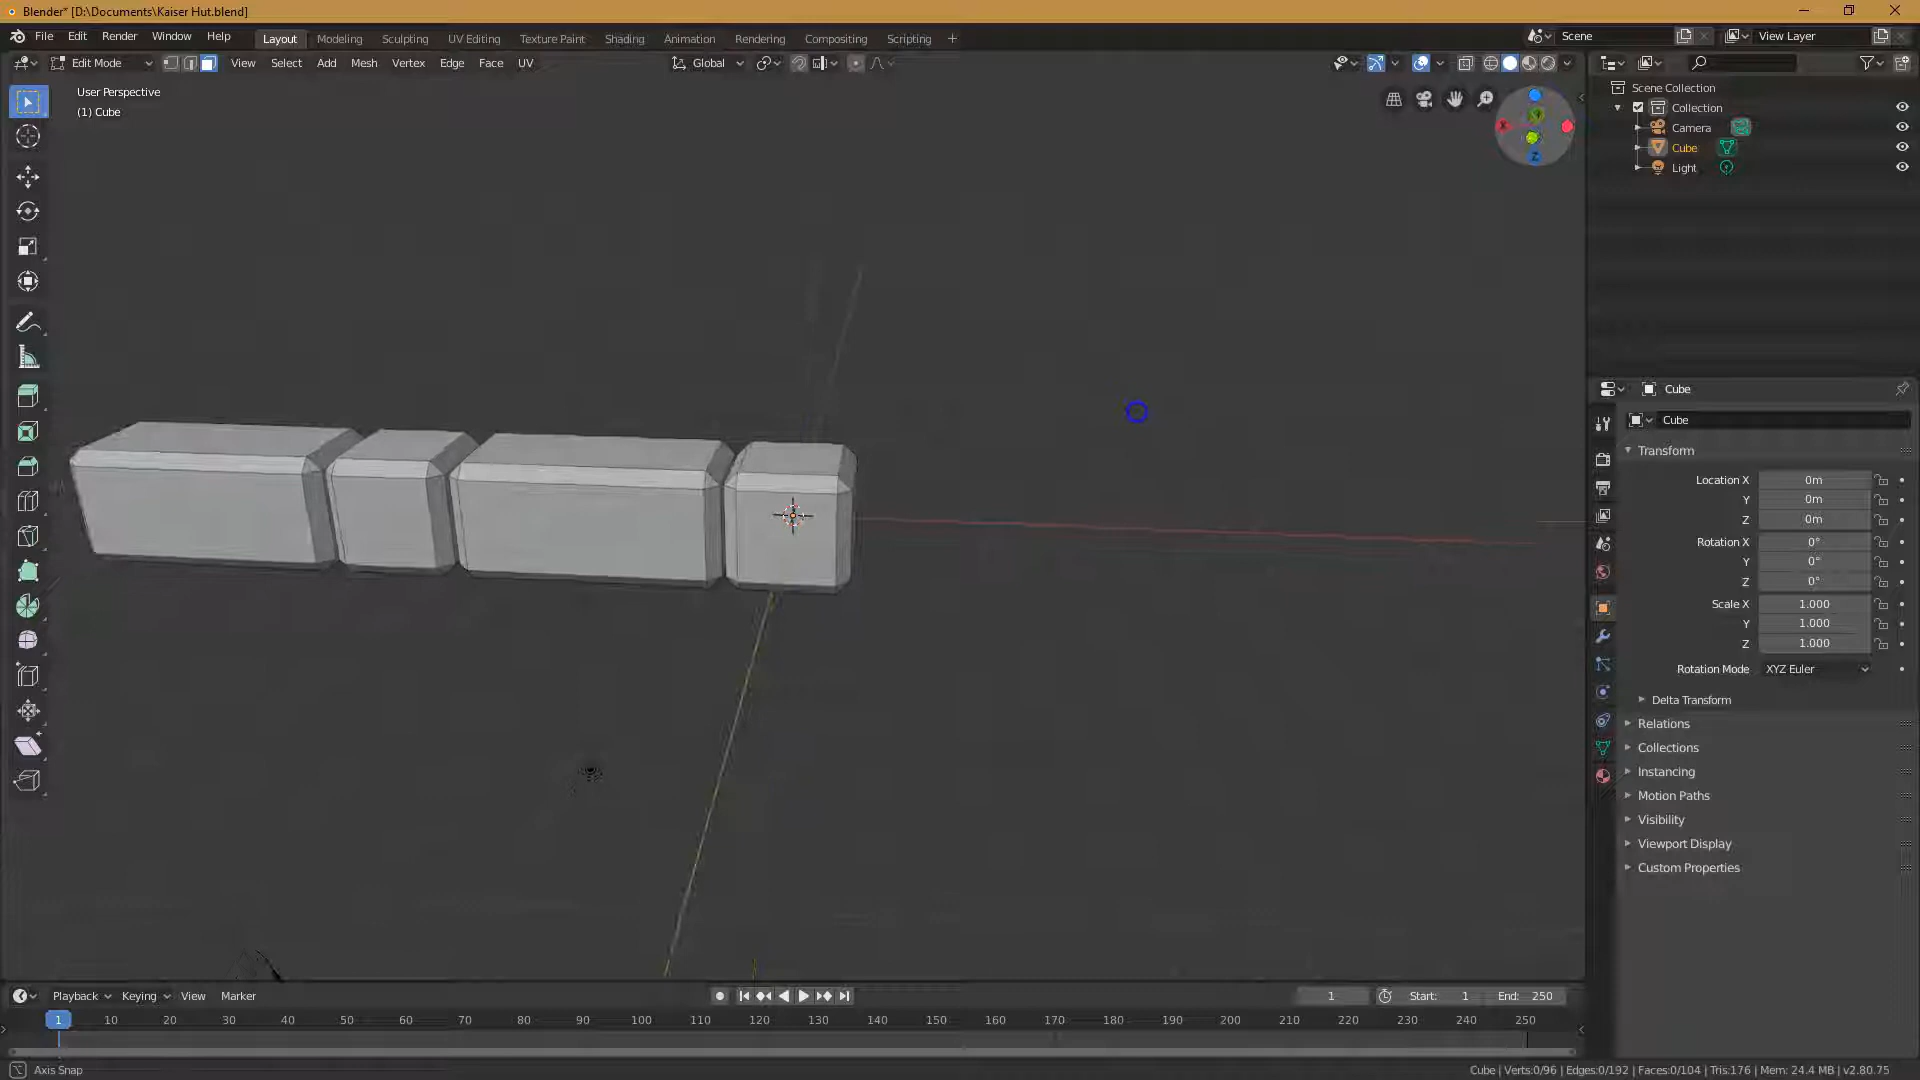 Blender* [D:\Documents\Kaiser Hut.blend]
File Edit Render Window Help Layout Modeling Sculpting UV Editing Texture Paint Shading Animation Rendering Compositing Scripting + Scene View Layer
Edit Mode View Select Add Mesh Vertex Edge Face UV Global
User Perspective
(1) Cube
X Y Z
Scene Collection
Collection
Camera
Cube
Light
Cube
Cube
Transform
Location X 0m
Y 0m
Z 0m
Rotation X 0°
Y 0°
Z 0°
Scale X 1.000
Y 1.000
Z 1.000
Rotation Mode XYZ Euler
Delta Transform
Relations
Collections
Instancing
Motion Paths
Visibility
Viewport Display
Custom Properties
Playback Keying View Marker 1 Start: 1 End: 250
1 10 20 30 40 50 60 70 80 90 100 110 120 130 140 150 160 170 180 190 200 210 220 230 240 250
Axis Snap
Cube | Verts:0/96 | Edges:0/192 | Faces:0/104 | Tris:176 | Mem: 24.4 MB | v2.80.75